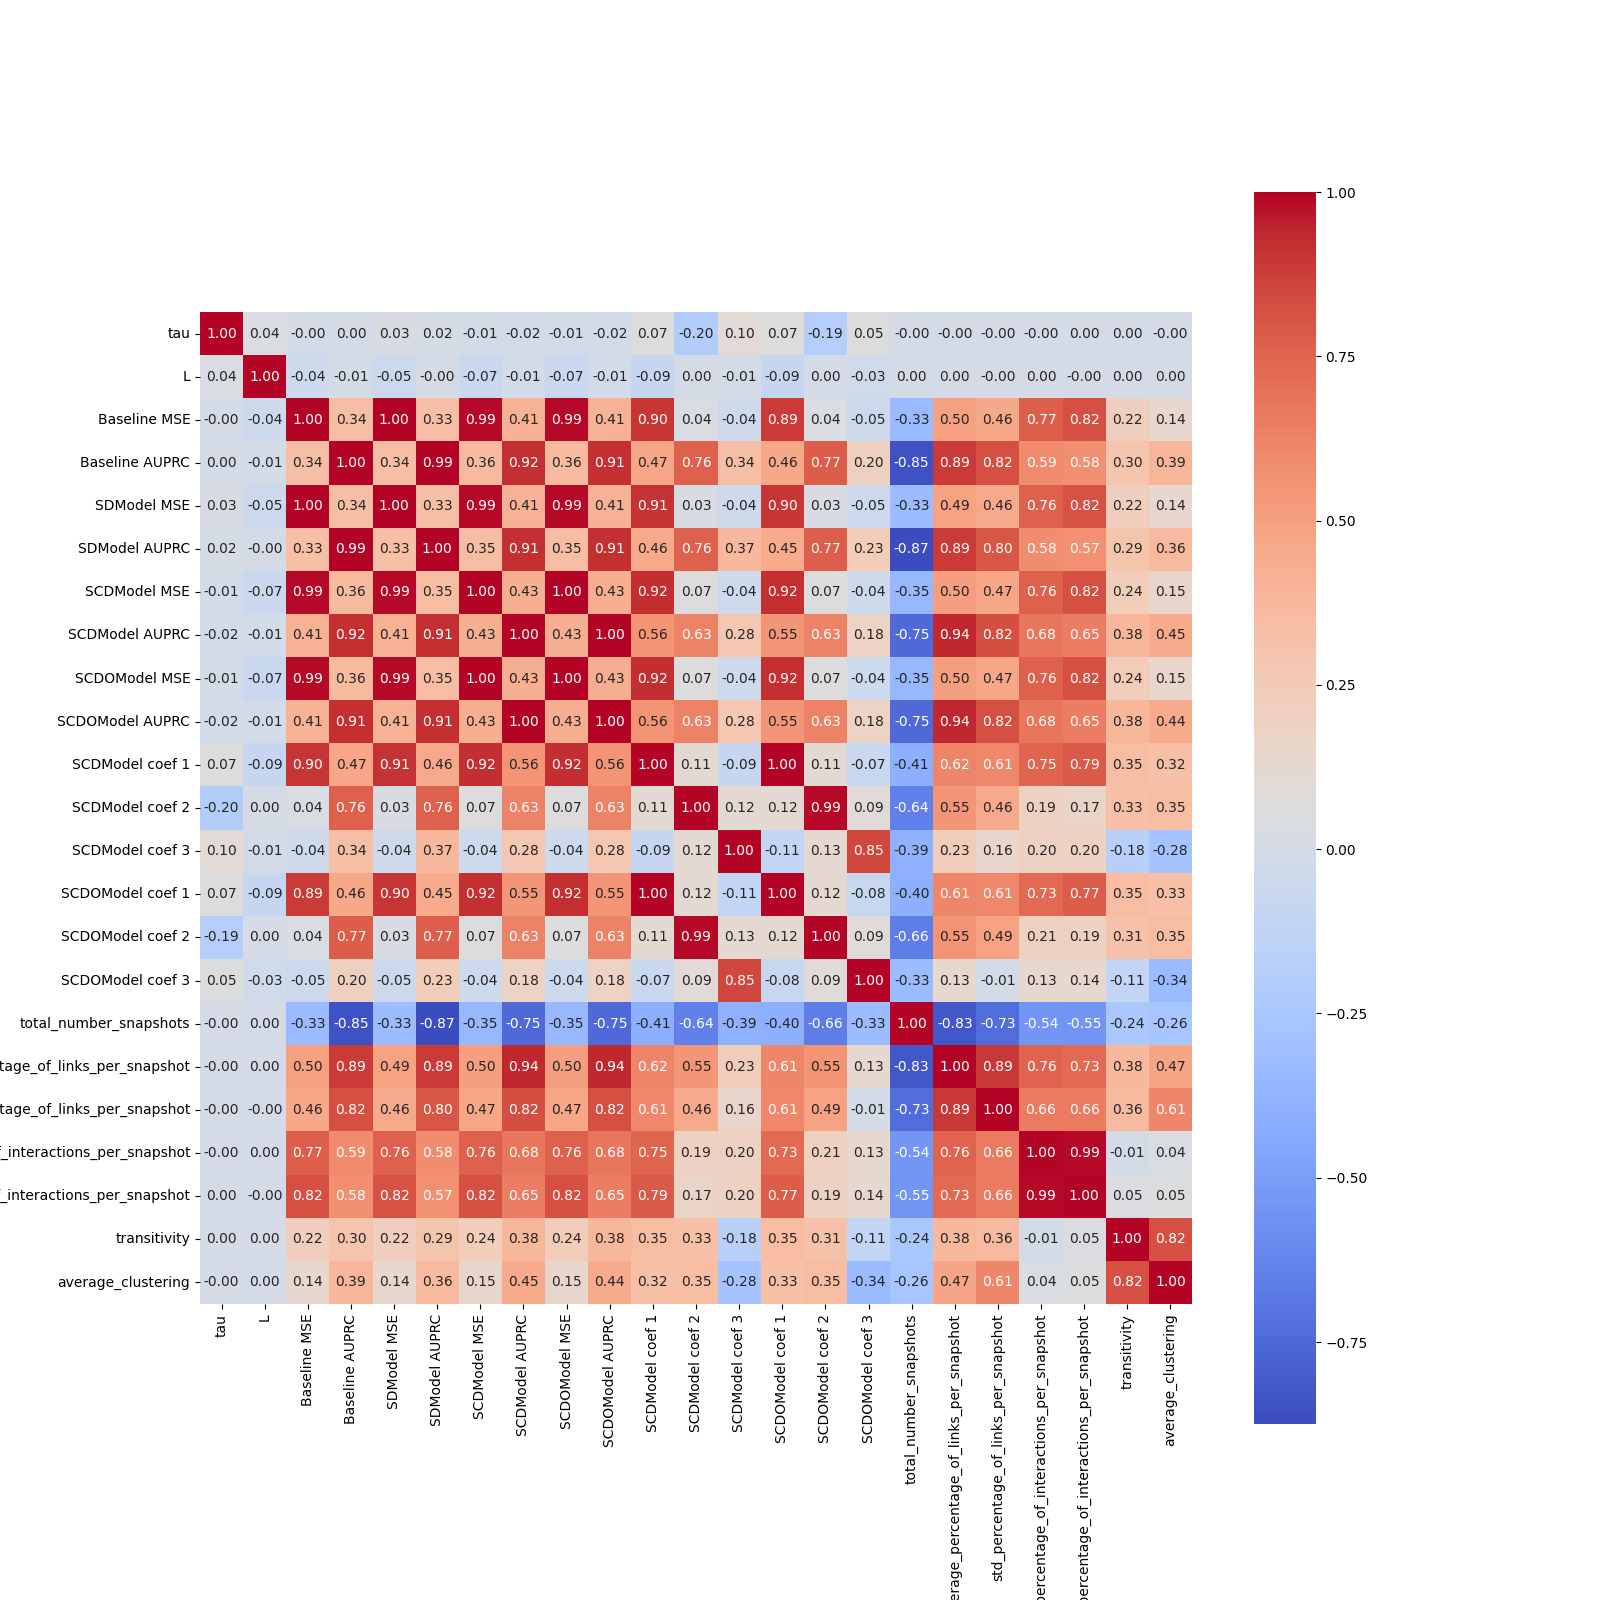 1.00
tau 1.00 0.04 -0.00 0.00 0.03 0.02 -0.01 -0.02 -0.01 -0.02 0.07 -0.20 0.10 0.07 -0.19 0.05 -0.00 -0.00 -0.00 -0.00 0.00 0.00 -0.00
0.75
L 0.04 1.00 -0.04 -0.01 -0.05 -0.00 -0.07 -0.01 -0.07 -0.01 -0.09 0.00 -0.01 -0.09 0.00 -0.03 0.00 0.00 -0.00 0.00 -0.00 0.00 0.00
Baseline MSE -0.00 -0.04 1.00 0.34 1.00 0.33 0.99 0.41 0.99 0.41 0.90 0.04 -0.04 0.89 0.04 -0.05 -0.33 0.50 0.46 0.77 0.82 0.22 0.14
Baseline AUPRC 0.00 -0.01 0.34 1.00 0.34 0.99 0.36 0.92 0.36 0.91 0.47 0.76 0.34 0.46 0.77 0.20 -0.85 0.89 0.82 0.59 0.58 0.30 0.39
SDModel MSE 0.03 -0.05 1.00 0.34 1.00 0.33 0.99 0.41 0.99 0.41 0.91 0.03 -0.04 0.90 0.03 -0.05 -0.33 0.49 0.46 0.76 0.82 0.22 0.14
0.50
SDModel AUPRC 0.02 -0.00 0.33 0.99 0.33 1.00 0.35 0.91 0.35 0.91 0.46 0.76 0.37 0.45 0.77 0.23 -0.87 0.89 0.80 0.58 0.57 0.29 0.36
SCDModel MSE -0.01 -0.07 0.99 0.36 0.99 0.35 1.00 0.43 1.00 0.43 0.92 0.07 -0.04 0.92 0.07 -0.04 -0.35 0.50 0.47 0.76 0.82 0.24 0.15
SCDModel AUPRC -0.02 -0.01 0.41 0.92 0.41 0.91 0.43 1.00 0.43 1.00 0.56 0.63 0.28 0.55 0.63 0.18 -0.75 0.94 0.82 0.68 0.65 0.38 0.45
SCDOModel MSE -0.01 -0.07 0.99 0.36 0.99 0.35 1.00 0.43 1.00 0.43 0.92 0.07 -0.04 0.92 0.07 -0.04 -0.35 0.50 0.47 0.76 0.82 0.24 0.15
0.25
SCDOModel AUPRC -0.02 -0.01 0.41 0.91 0.41 0.91 0.43 1.00 0.43 1.00 0.56 0.63 0.28 0.55 0.63 0.18 -0.75 0.94 0.82 0.68 0.65 0.38 0.44
SCDModel coef 1 0.07 -0.09 0.90 0.47 0.91 0.46 0.92 0.56 0.92 0.56 1.00 0.11 -0.09 1.00 0.11 -0.07 -0.41 0.62 0.61 0.75 0.79 0.35 0.32
SCDModel coef 2 -0.20 0.00 0.04 0.76 0.03 0.76 0.07 0.63 0.07 0.63 0.11 1.00 0.12 0.12 0.99 0.09 -0.64 0.55 0.46 0.19 0.17 0.33 0.35
SCDModel coef 3 0.10 -0.01 -0.04 0.34 -0.04 0.37 -0.04 0.28 -0.04 0.28 -0.09 0.12 1.00 -0.11 0.13 0.85 -0.39 0.23 0.16 0.20 0.20 -0.18 -0.28
0.00
SCDOModel coef 1 0.07 -0.09 0.89 0.46 0.90 0.45 0.92 0.55 0.92 0.55 1.00 0.12 -0.11 1.00 0.12 -0.08 -0.40 0.61 0.61 0.73 0.77 0.35 0.33
SCDOModel coef 2 -0.19 0.00 0.04 0.77 0.03 0.77 0.07 0.63 0.07 0.63 0.11 0.99 0.13 0.12 1.00 0.09 -0.66 0.55 0.49 0.21 0.19 0.31 0.35
SCDOModel coef 3 0.05 -0.03 -0.05 0.20 -0.05 0.23 -0.04 0.18 -0.04 0.18 -0.07 0.09 0.85 -0.08 0.09 1.00 -0.33 0.13 -0.01 0.13 0.14 -0.11 -0.34
−0.25
total_number_snapshots -0.00 0.00 -0.33 -0.85 -0.33 -0.87 -0.35 -0.75 -0.35 -0.75 -0.41 -0.64 -0.39 -0.40 -0.66 -0.33 1.00 -0.83 -0.73 -0.54 -0.55 -0.24 -0.26
tage_of_links_per_snapshot -0.00 0.00 0.50 0.89 0.49 0.89 0.50 0.94 0.50 0.94 0.62 0.55 0.23 0.61 0.55 0.13 -0.83 1.00 0.89 0.76 0.73 0.38 0.47
tage_of_links_per_snapshot -0.00 -0.00 0.46 0.82 0.46 0.80 0.47 0.82 0.47 0.82 0.61 0.46 0.16 0.61 0.49 -0.01 -0.73 0.89 1.00 0.66 0.66 0.36 0.61
f_interactions_per_snapshot -0.00 0.00 0.77 0.59 0.76 0.58 0.76 0.68 0.76 0.68 0.75 0.19 0.20 0.73 0.21 0.13 -0.54 0.76 0.66 1.00 0.99 -0.01 0.04
−0.50
f_interactions_per_snapshot 0.00 -0.00 0.82 0.58 0.82 0.57 0.82 0.65 0.82 0.65 0.79 0.17 0.20 0.77 0.19 0.14 -0.55 0.73 0.66 0.99 1.00 0.05 0.05
transitivity 0.00 0.00 0.22 0.30 0.22 0.29 0.24 0.38 0.24 0.38 0.35 0.33 -0.18 0.35 0.31 -0.11 -0.24 0.38 0.36 -0.01 0.05 1.00 0.82
average_clustering -0.00 0.00 0.14 0.39 0.14 0.36 0.15 0.45 0.15 0.44 0.32 0.35 -0.28 0.33 0.35 -0.34 -0.26 0.47 0.61 0.04 0.05 0.82 1.00
−0.75
tau
L
Baseline MSE
Baseline AUPRC
SDModel MSE
SDModel AUPRC
SCDModel MSE
SCDModel AUPRC
SCDOModel MSE
SCDOModel AUPRC
SCDModel coef 1
SCDModel coef 2
SCDModel coef 3
SCDOModel coef 1
SCDOModel coef 2
SCDOModel coef 3
total_number_snapshots
erage_percentage_of_links_per_snapshot
std_percentage_of_links_per_snapshot
percentage_of_interactions_per_snapshot
percentage_of_interactions_per_snapshot
transitivity
average_clustering